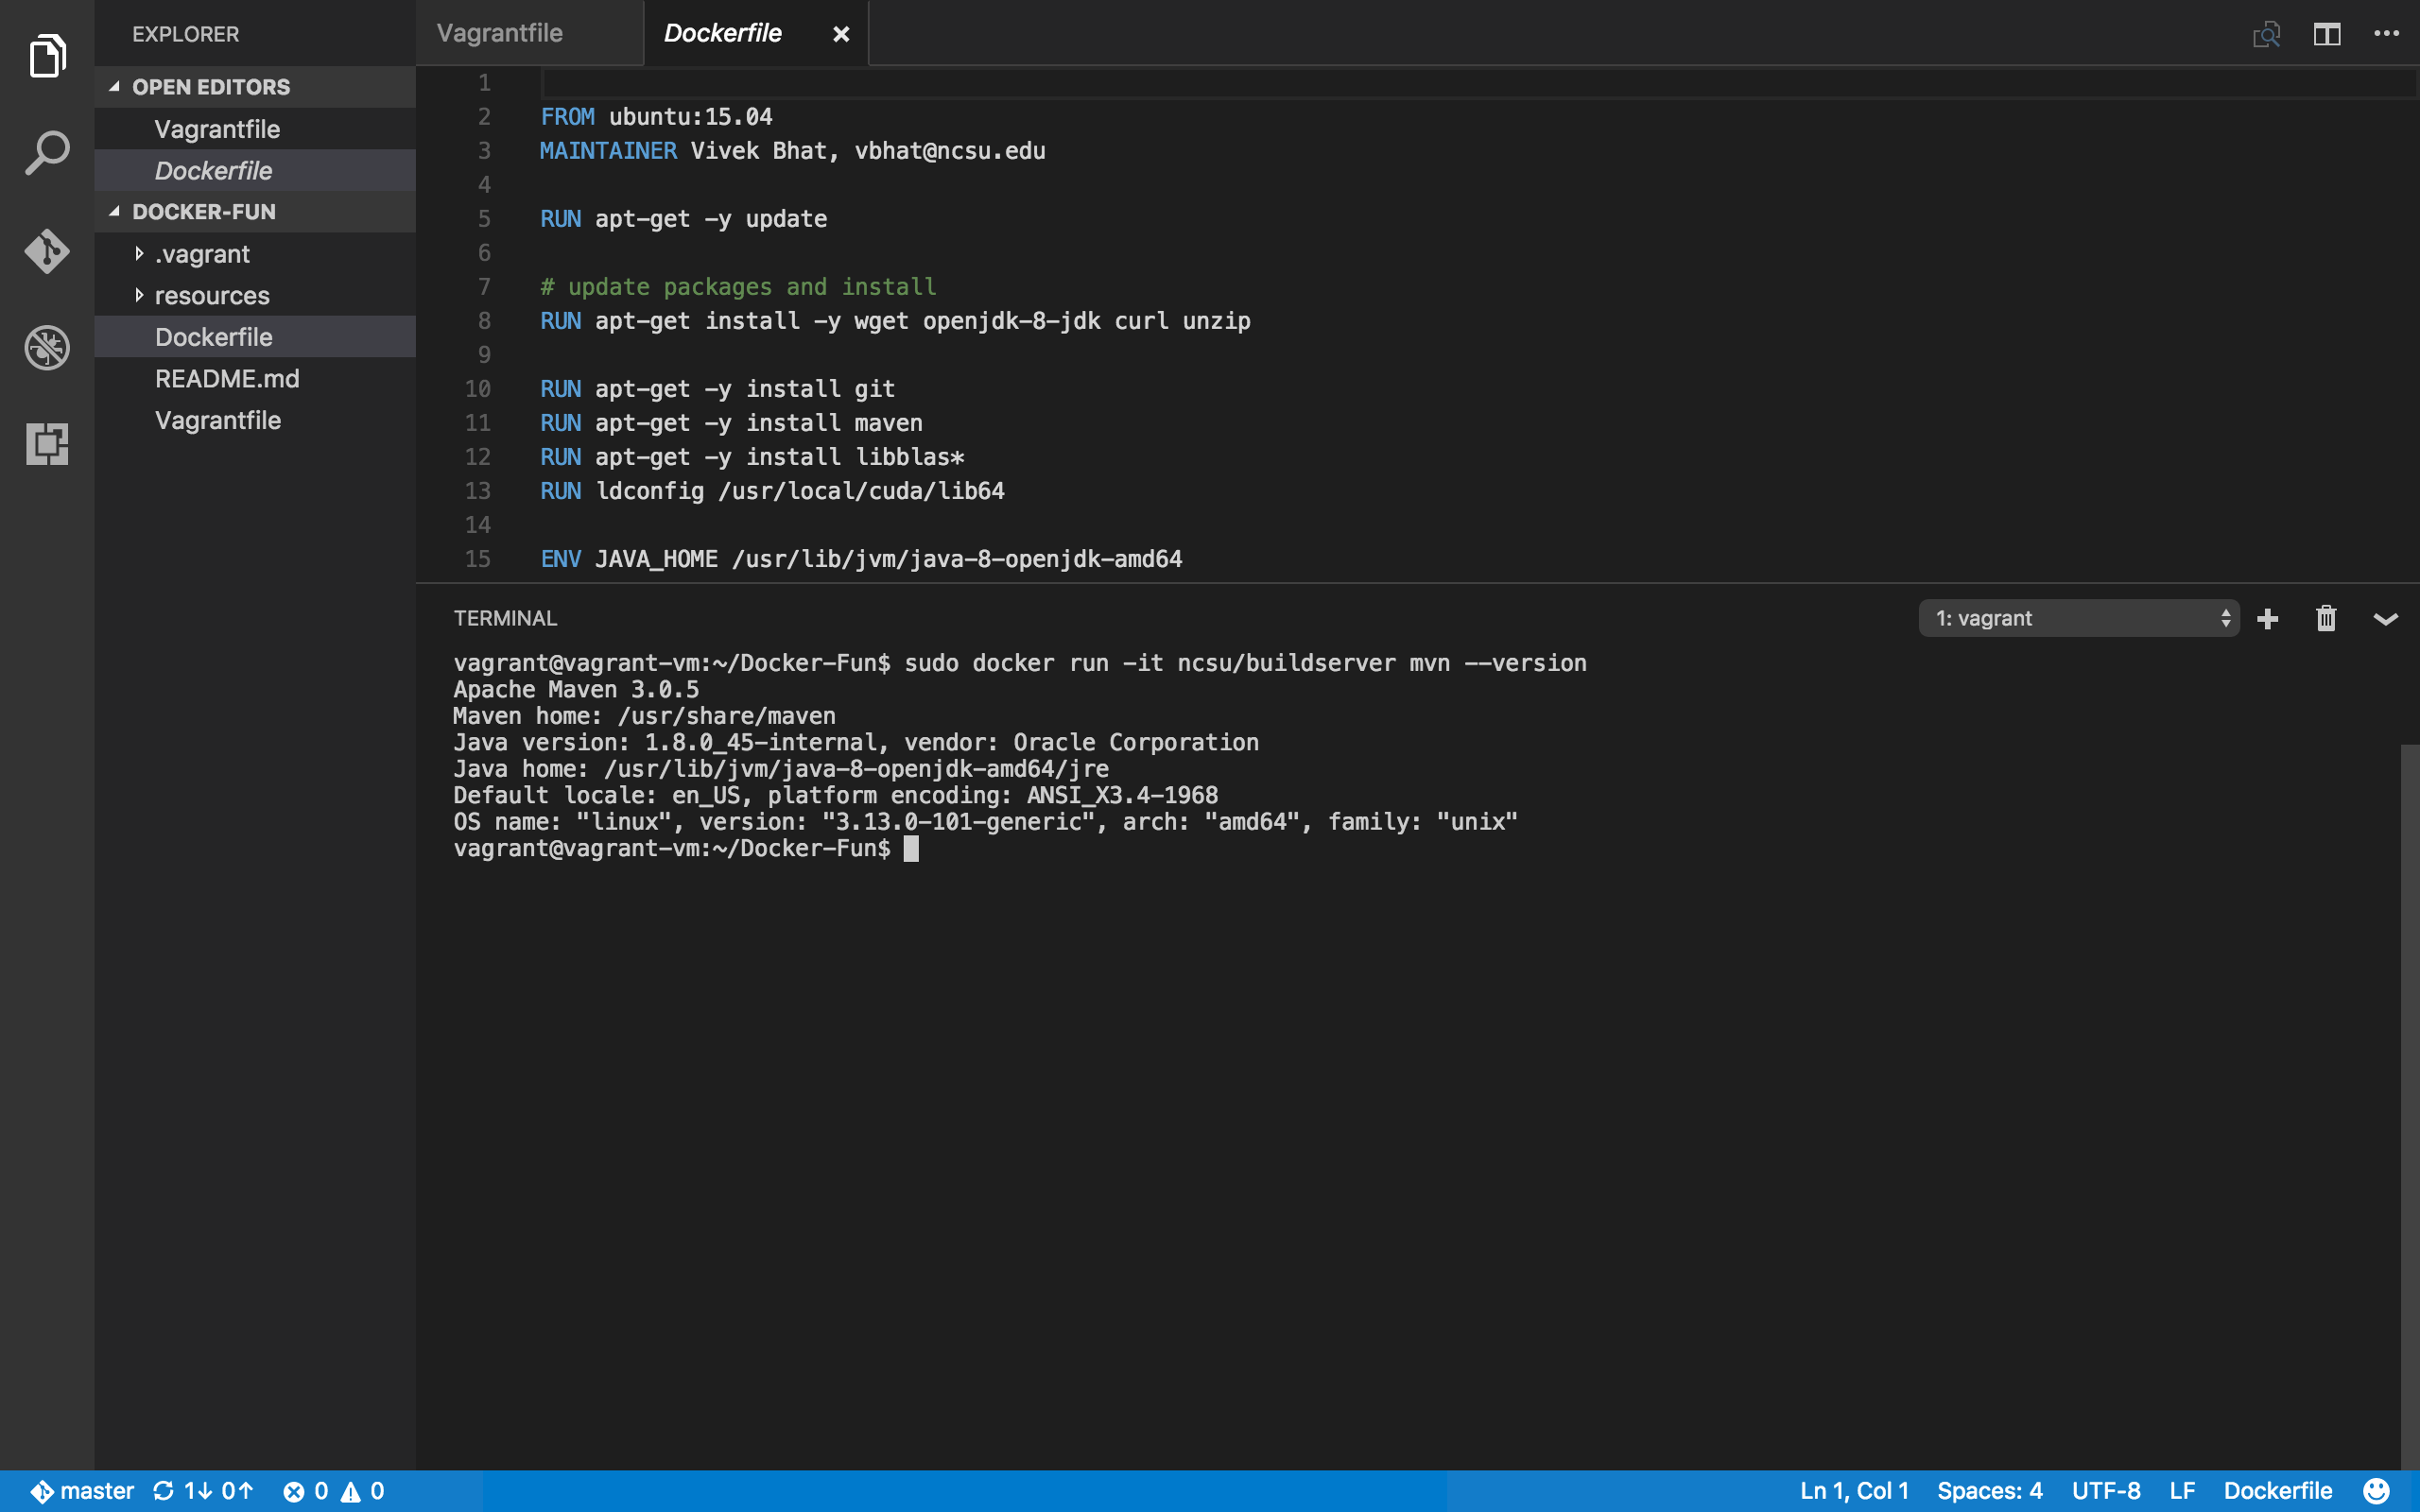 EXPLORER
OPEN EDITORS
Vagrantfile
Dockerfile
DOCKER-FUN
.vagrant
resources
Dockerfile
README.md
Vagrantfile
Vagrantfile
Dockerfile
1
2 FROM ubuntu:15.04
3 MAINTAINER Vivek Bhat, vbhat@ncsu.edu
4
5 RUN apt-get -y update
6
7 # update packages and install
8 RUN apt-get install -y wget openjdk-8-jdk curl unzip
9
10 RUN apt-get -y install git
11 RUN apt-get -y install maven
12 RUN apt-get -y install libblas*
13 RUN ldconfig /usr/local/cuda/lib64
14
15 ENV JAVA_HOME /usr/lib/jvm/java-8-openjdk-amd64
TERMINAL
1: vagrant
vagrant@vagrant-vm:~/Docker-Fun$ sudo docker run -it ncsu/buildserver mvn --version
Apache Maven 3.0.5
Maven home: /usr/share/maven
Java version: 1.8.0_45-internal, vendor: Oracle Corporation
Java home: /usr/lib/jvm/java-8-openjdk-amd64/jre
Default locale: en_US, platform encoding: ANSI_X3.4-1968
OS name: "linux", version: "3.13.0-101-generic", arch: "amd64", family: "unix"
vagrant@vagrant-vm:~/Docker-Fun$
master 1↓ 0↑ 0 0
Ln 1, Col 1 Spaces: 4 UTF-8 LF Dockerfile